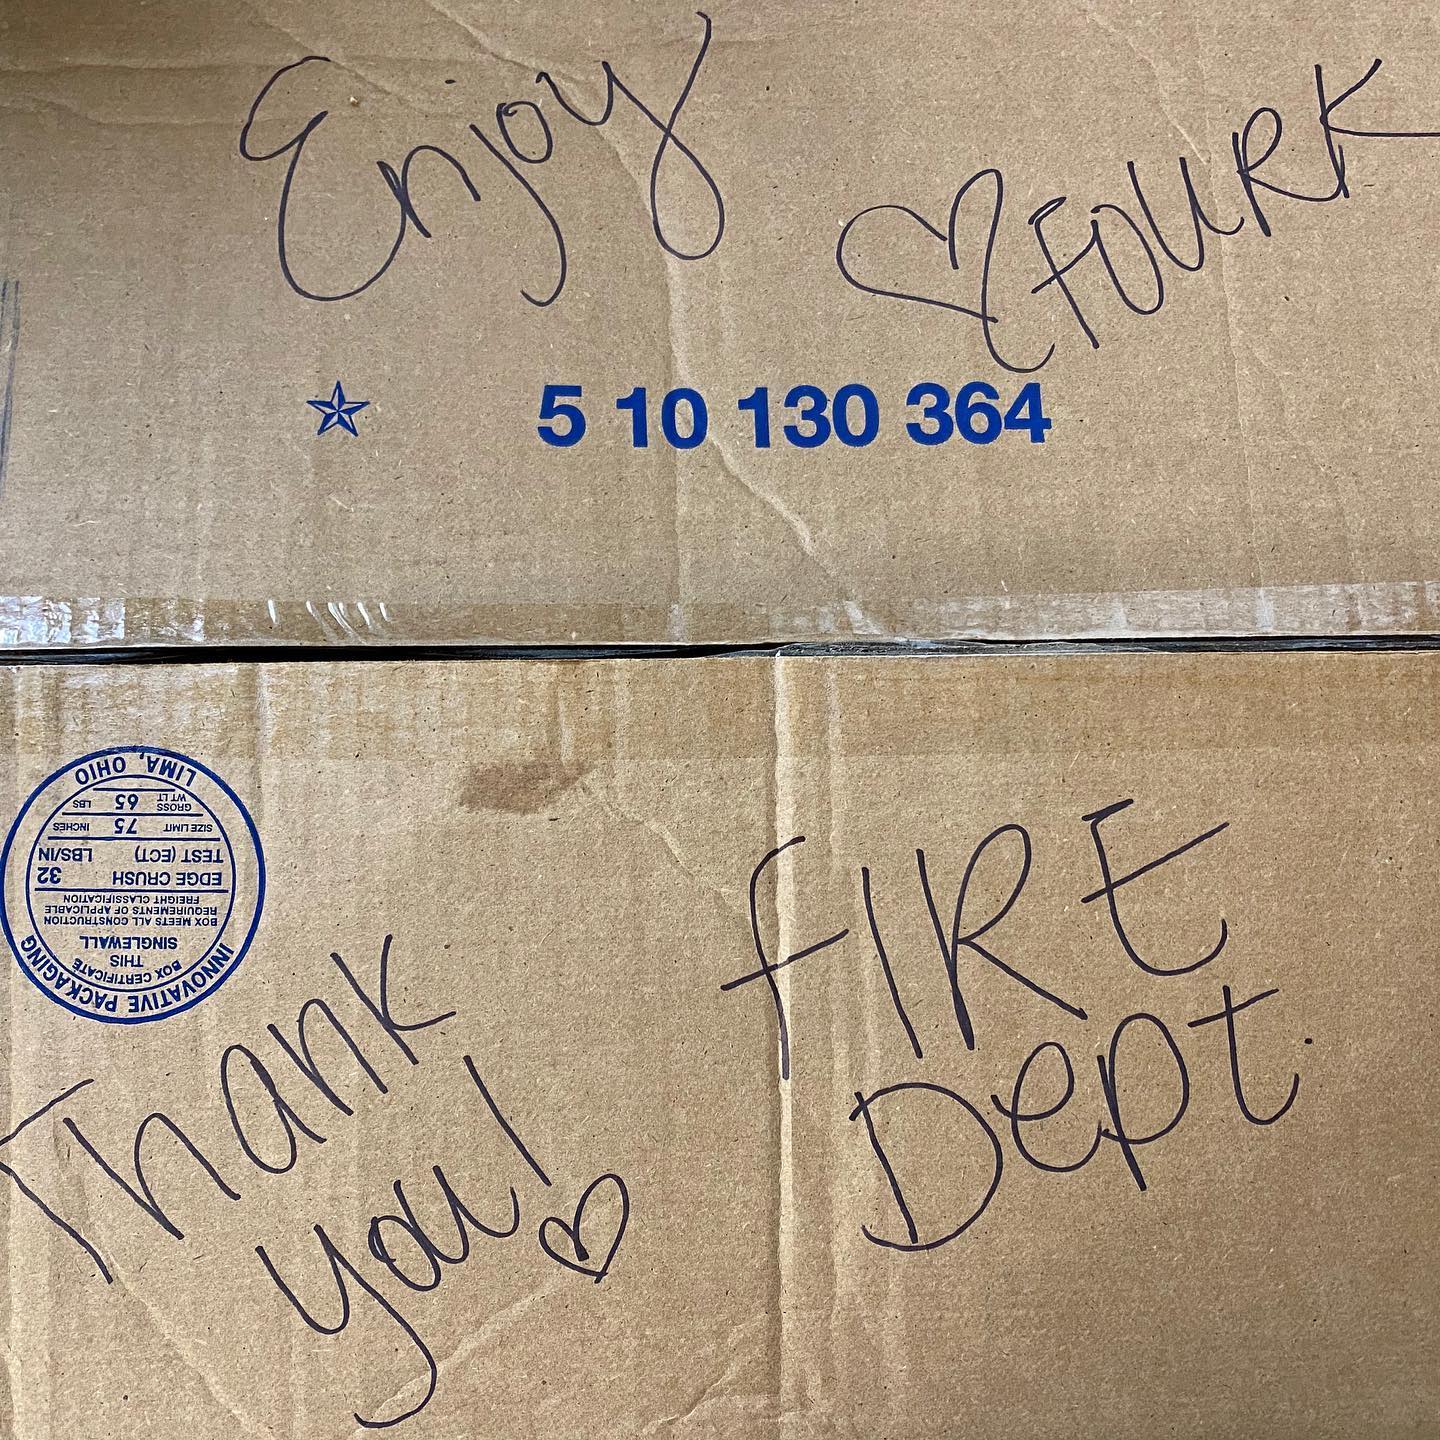 Enjoy
♡ FOURK
5 10 130 364
LIMA, OHIO
GROSS WT LT 65 LBS
SIZE LIMIT 75 INCHES
EDGE CRUSH 32
TEST (ECT) LBS/IN
BOX MEETS ALL CONSTRUCTION
REQUIREMENTS OF APPLICABLE
FREIGHT CLASSIFICATION
SINGLEWALL
THIS
BOX CERTIFICATE
INNOVATIVE PACKAGING
FIRE
Dept.
Thank
you! ♡